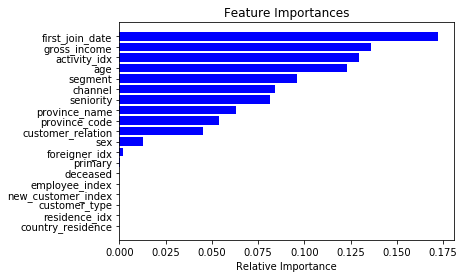 Feature Importances
first_join_date
gross_income
activity_idx
age
segment
channel
seniority
province_name
province_code
customer_relation
sex
foreigner_idx
primary
deceased
employee_index
new_customer_index
customer_type
residence_idx
country_residence
0.000 0.025 0.050 0.075 0.100 0.125 0.150 0.175
Relative Importance